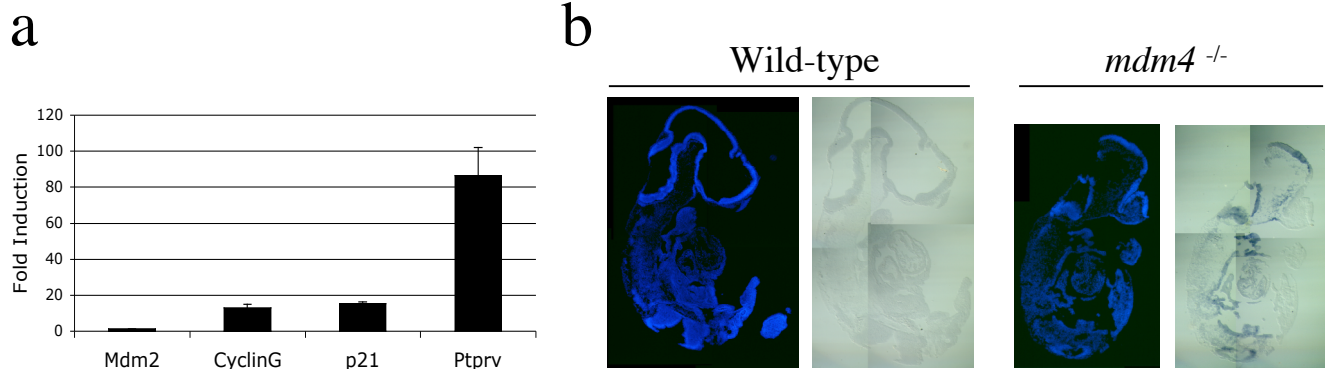 a
b
Wild-type
mdm4 -/-
Fold Induction
120
100
80
60
40
20
0
Mdm2 CyclinG p21 Ptprv